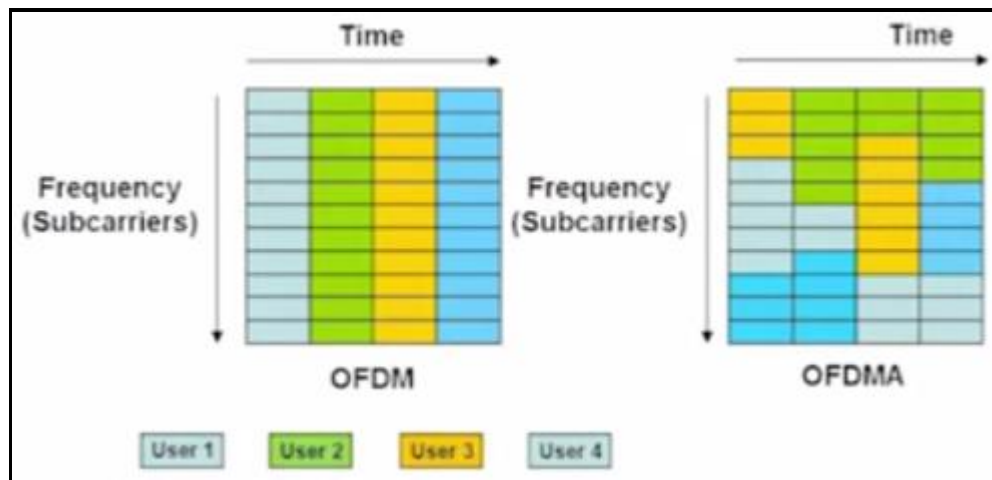 Time
Time
Frequency
(Subcarriers)
Frequency
(Subcarriers)
OFDM
OFDMA
User 1
User 2
User 3
User 4